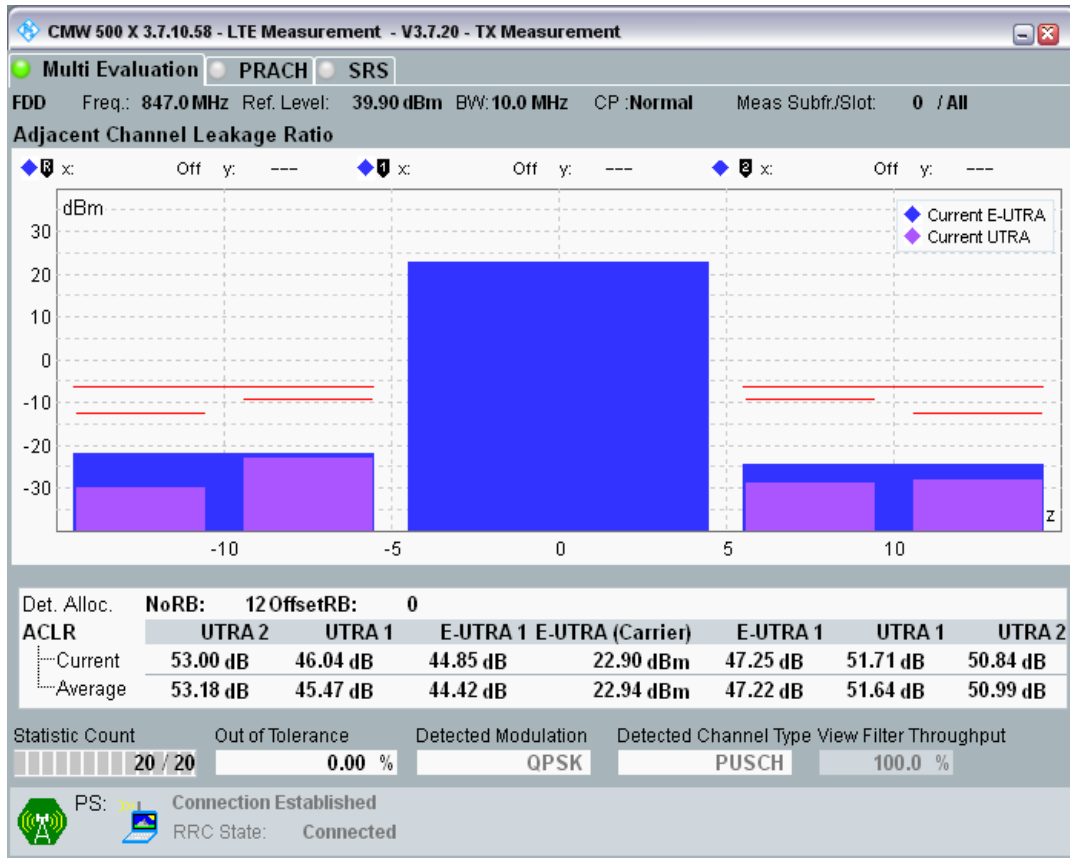 CMW 500 X 3.7.10.58 - LTE Measurement - V3.7.20 - TX Measurement
Multi Evaluation PRACH SRS
FDD Freq.: 847.0 MHz Ref. Level: 39.90 dBm BW: 10.0 MHz CP :Normal Meas Subfr./Slot: 0 / All
Adjacent Channel Leakage Ratio
R x: Off y: --- 1 x: Off y: --- 2 x: Off y: ---
dBm
Current E-UTRA
Current UTRA
30
20
10
0
-10
-20
-30
z
-10 -5 0 5 10
Det. Alloc. NoRB: 12 OffsetRB: 0
ACLR UTRA 2 UTRA 1 E-UTRA 1 E-UTRA (Carrier) E-UTRA 1 UTRA 1 UTRA 2
Current 53.00 dB 46.04 dB 44.85 dB 22.90 dBm 47.25 dB 51.71 dB 50.84 dB
Average 53.18 dB 45.47 dB 44.42 dB 22.94 dBm 47.22 dB 51.64 dB 50.99 dB
Statistic Count Out of Tolerance Detected Modulation Detected Channel Type View Filter Throughput
20 / 20 0.00 % QPSK PUSCH 100.0 %
PS: Connection Established
RRC State: Connected